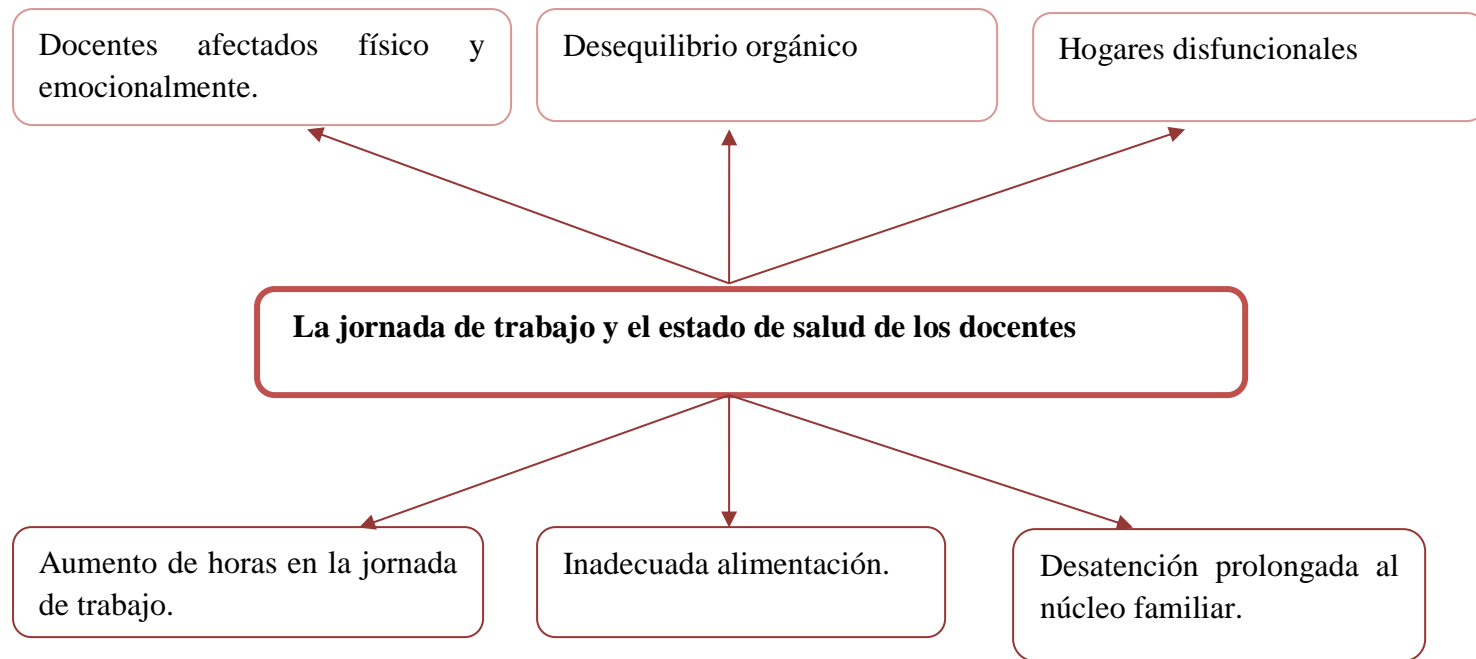 Docentes afectados físico y
emocionalmente.
Desequilibrio orgánico
Hogares disfuncionales
La jornada de trabajo y el estado de salud de los docentes
Aumento de horas en la jornada
de trabajo.
Inadecuada alimentación.
Desatención prolongada al
núcleo familiar.